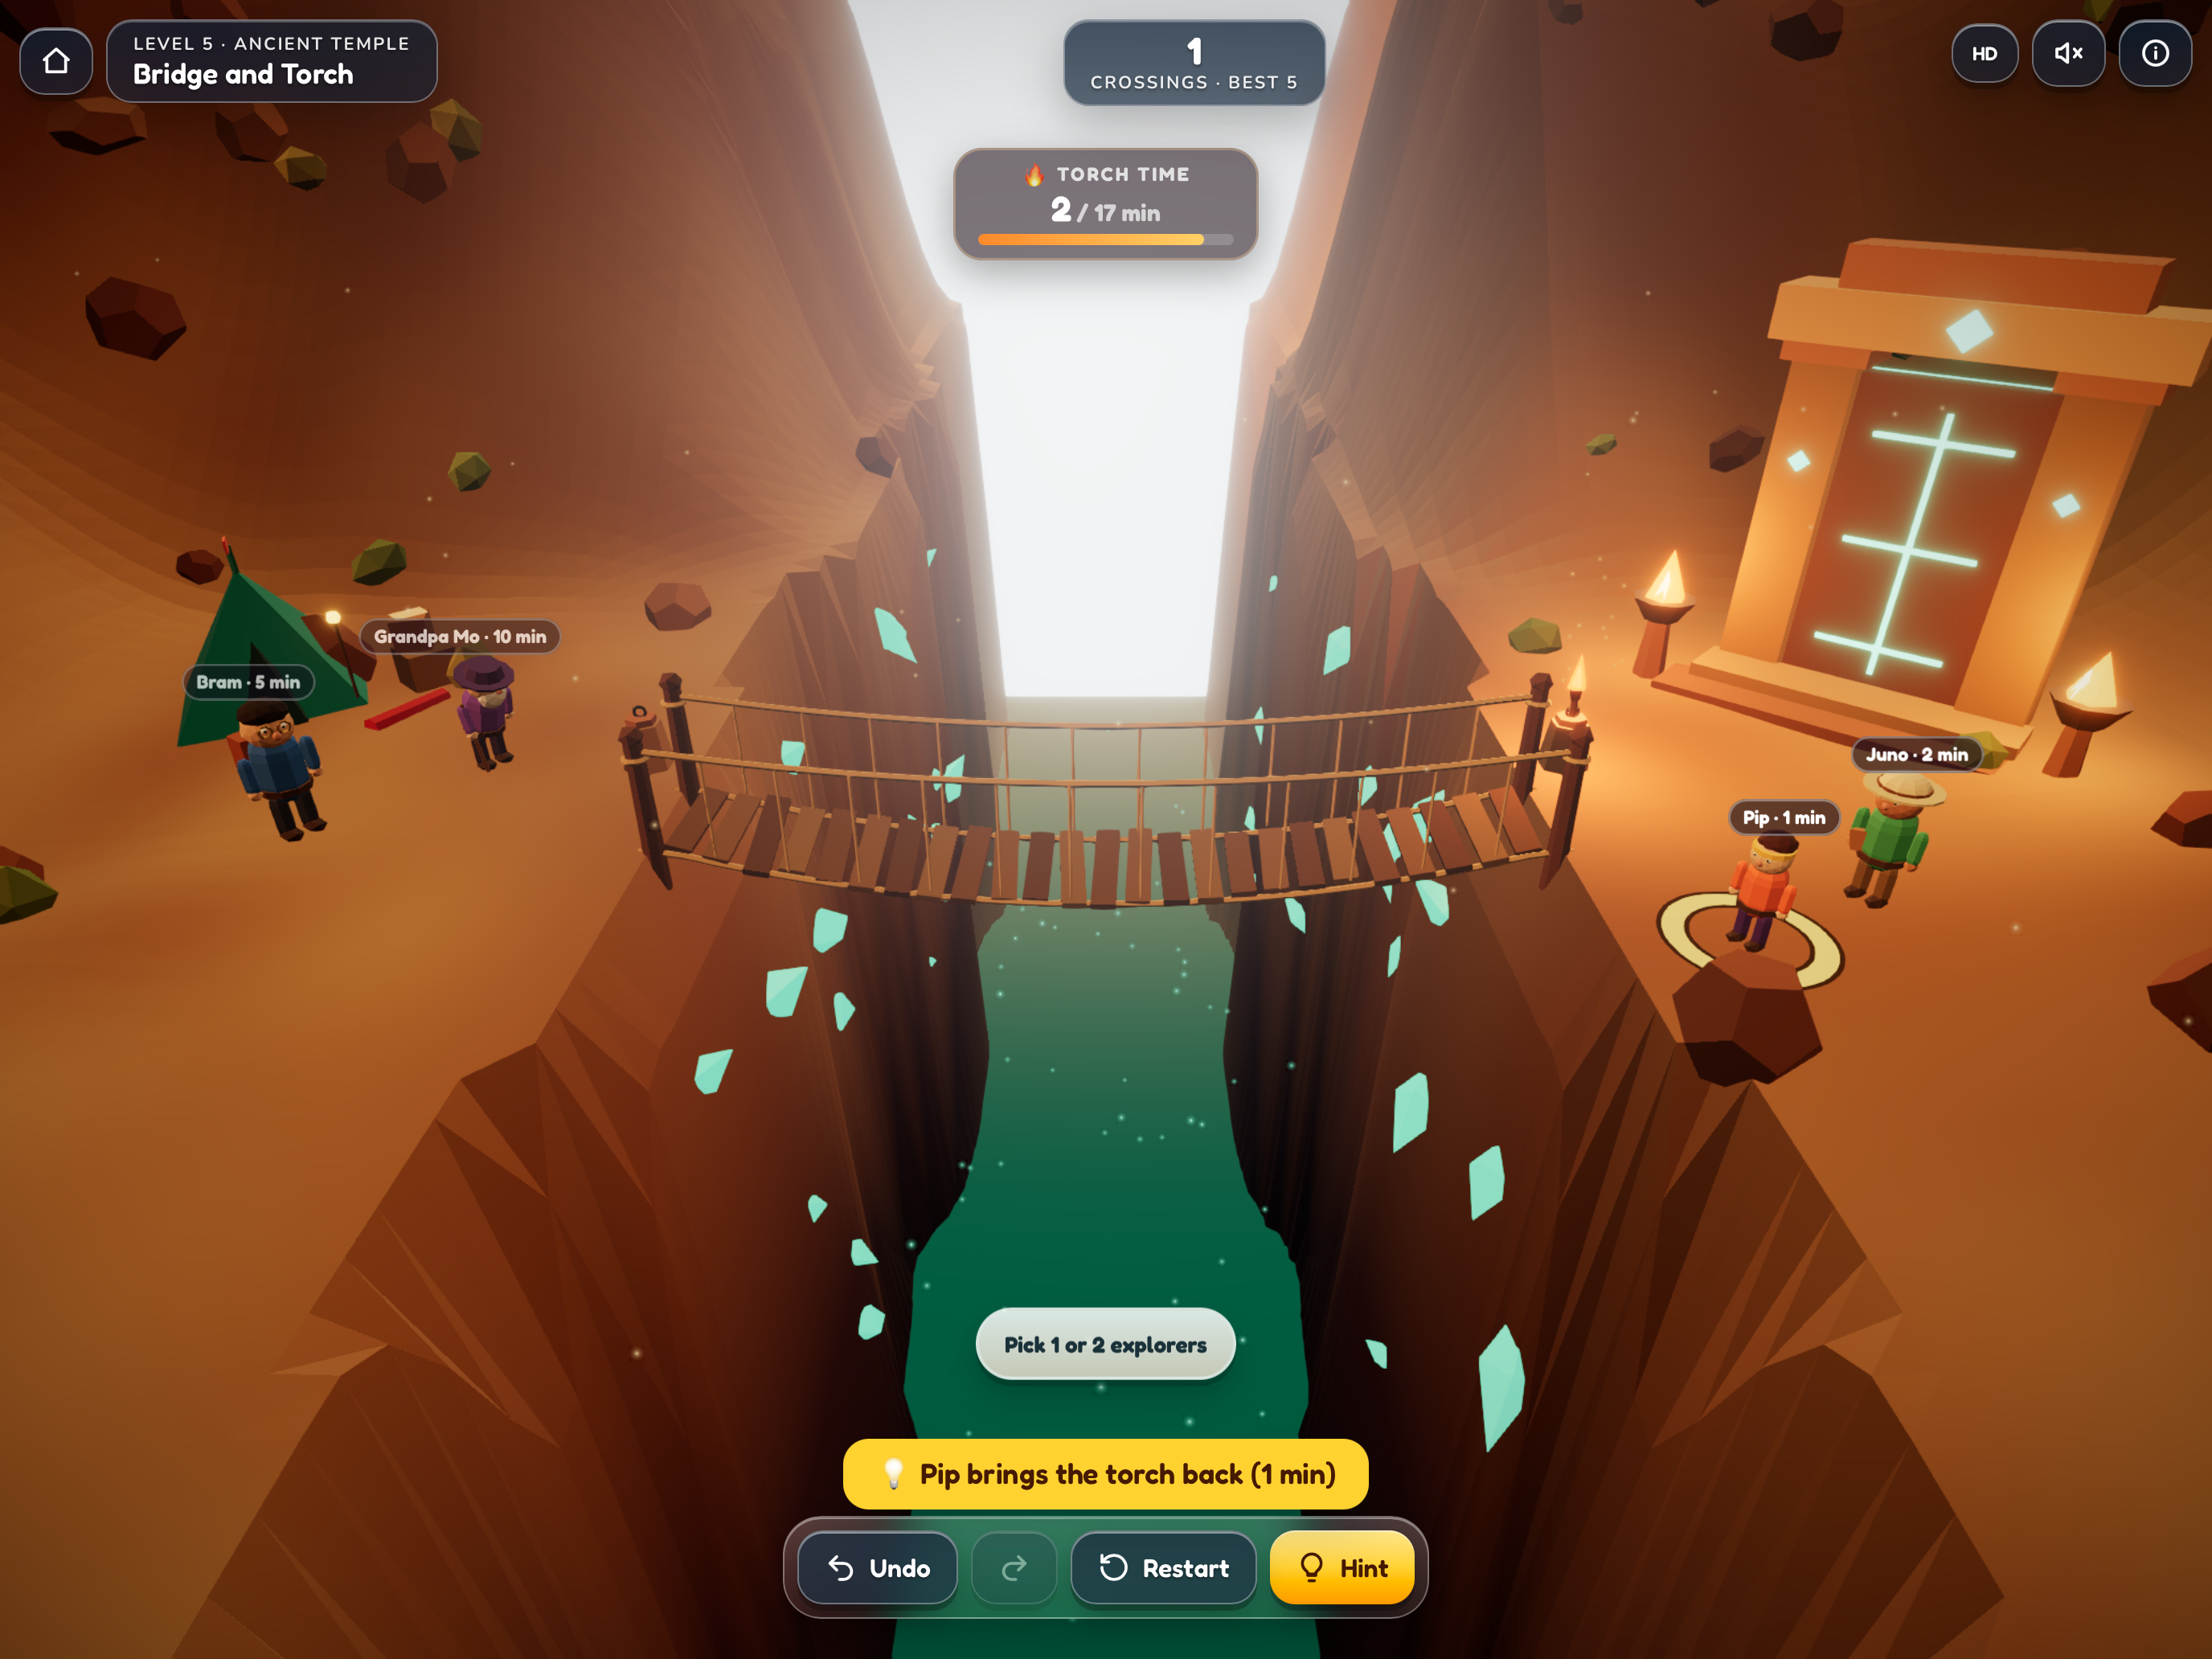 LEVEL 5 · ANCIENT TEMPLE
Bridge and Torch
1
CROSSINGS · BEST 5
HD
🔥 TORCH TIME
2 / 17 min
Grandpa Mo · 10 min
Bram · 5 min
Juno · 2 min
Pip · 1 min
Pick 1 or 2 explorers
💡 Pip brings the torch back (1 min)
Undo
Restart
Hint